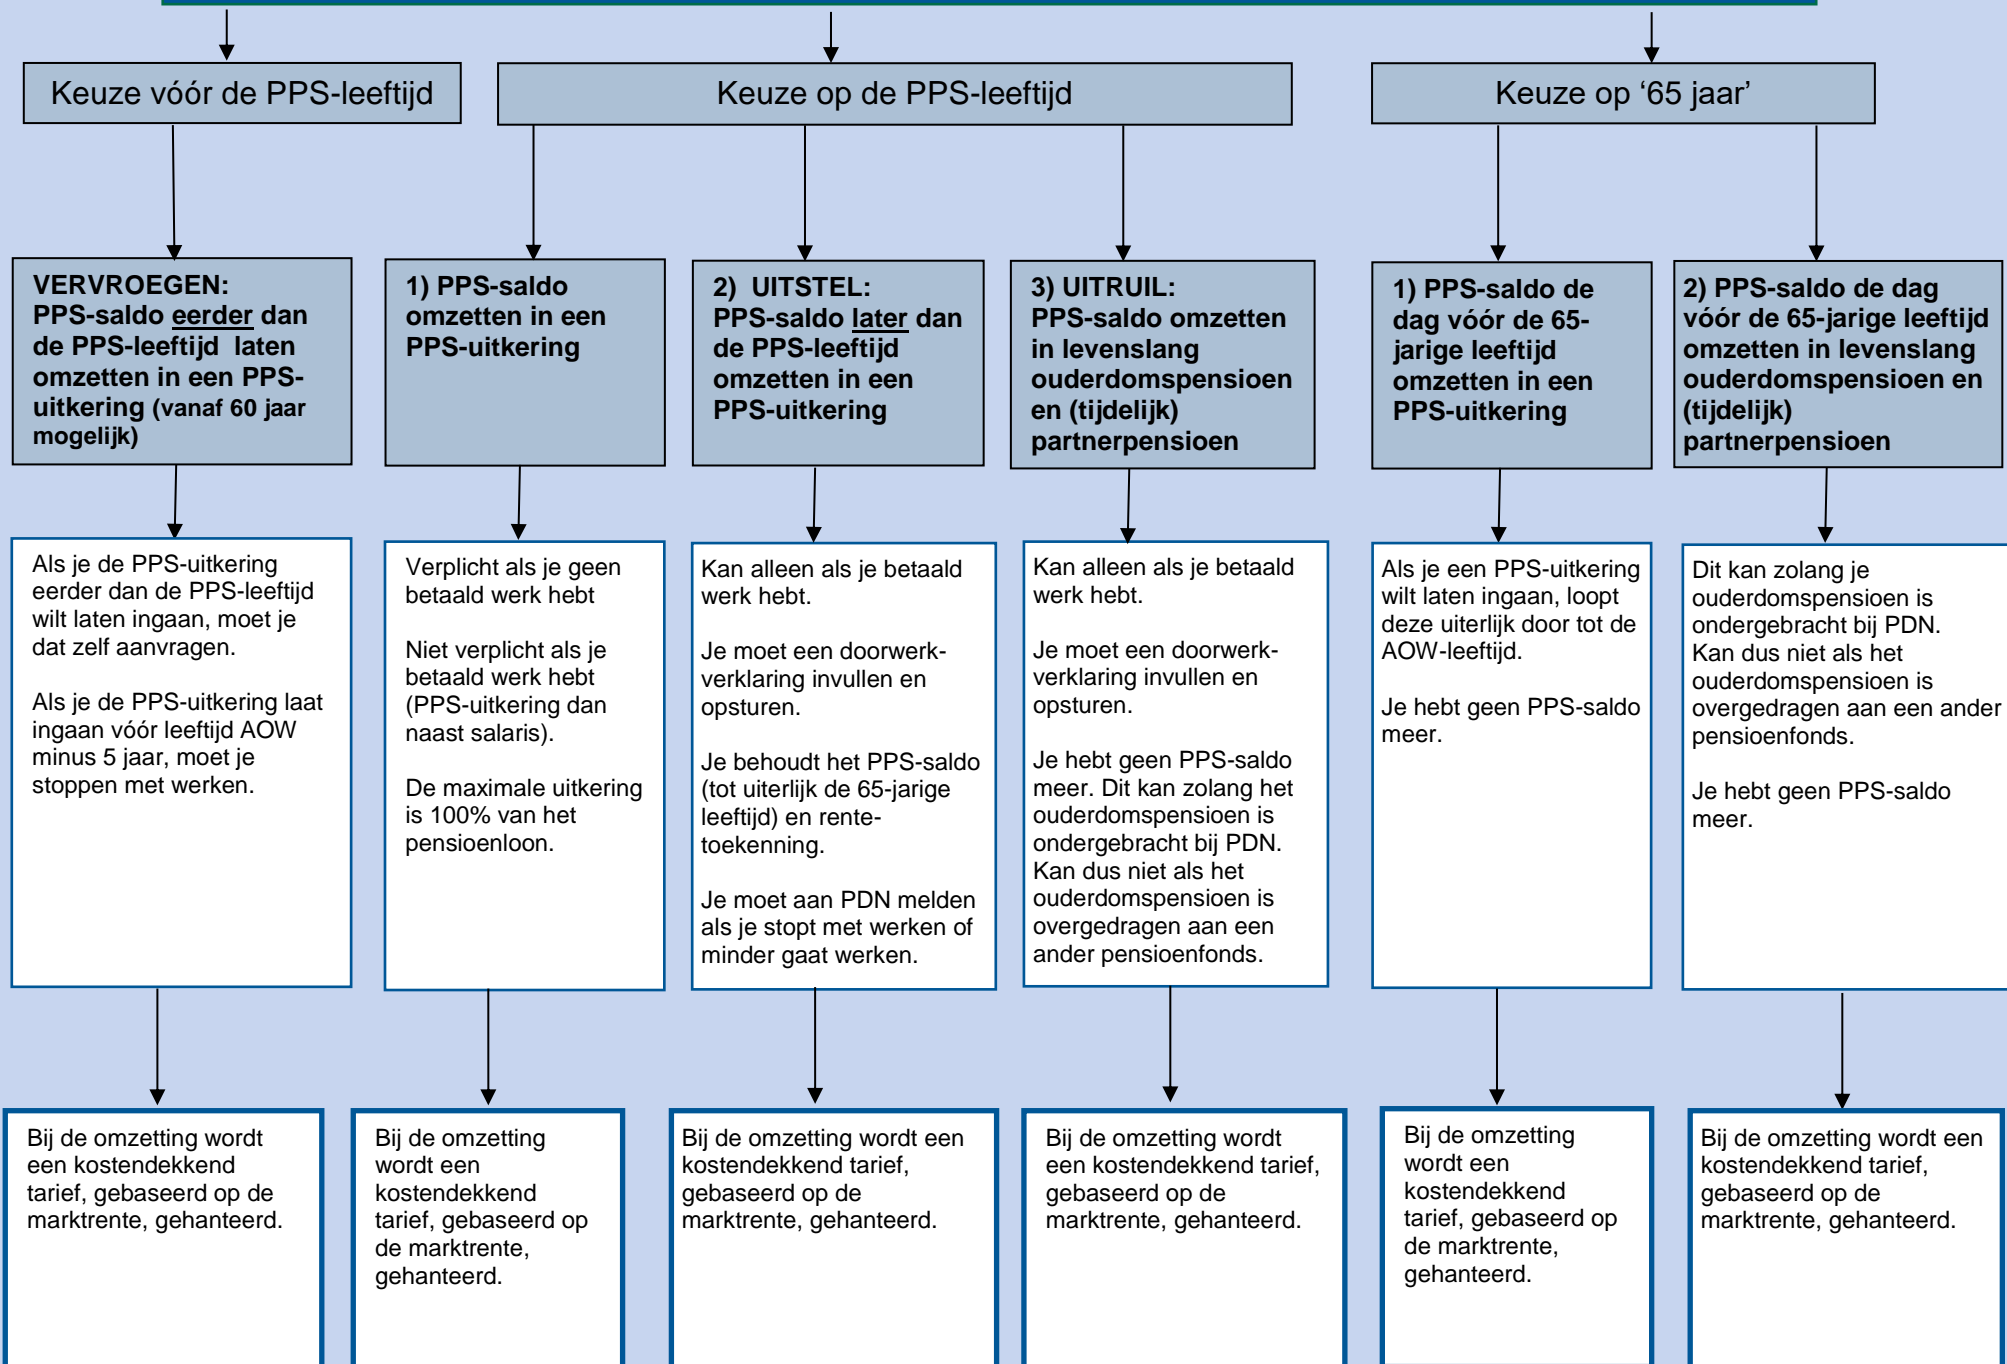 Keuze vóór de PPS-leeftijd
Keuze op de PPS-leeftijd
Keuze op ‘65 jaar’
VERVROEGEN:
PPS-saldo eerder dan
de PPS-leeftijd laten
omzetten in een PPS-
uitkering (vanaf 60 jaar
mogelijk)
1) PPS-saldo
omzetten in een
PPS-uitkering
2) UITSTEL:
PPS-saldo later dan
de PPS-leeftijd
omzetten in een
PPS-uitkering
3) UITRUIL:
PPS-saldo omzetten
in levenslang
ouderdomspensioen
en (tijdelijk)
partnerpensioen
1) PPS-saldo de
dag vóór de 65-
jarige leeftijd
omzetten in een
PPS-uitkering
2) PPS-saldo de dag
vóór de 65-jarige leeftijd
omzetten in levenslang
ouderdomspensioen en
(tijdelijk)
partnerpensioen
Als je de PPS-uitkering
eerder dan de PPS-leeftijd
wilt laten ingaan, moet je
dat zelf aanvragen.
Als je de PPS-uitkering laat
ingaan vóór leeftijd AOW
minus 5 jaar, moet je
stoppen met werken.
Verplicht als je geen
betaald werk hebt
Niet verplicht als je
betaald werk hebt
(PPS-uitkering dan
naast salaris).
De maximale uitkering
is 100% van het
pensioenloon.
Kan alleen als je betaald
werk hebt.
Je moet een doorwerk-
verklaring invullen en
opsturen.
Je behoudt het PPS-saldo
(tot uiterlijk de 65-jarige
leeftijd) en rente-
toekenning.
Je moet aan PDN melden
als je stopt met werken of
minder gaat werken.
Kan alleen als je betaald
werk hebt.
Je moet een doorwerk-
verklaring invullen en
opsturen.
Je hebt geen PPS-saldo
meer. Dit kan zolang het
ouderdomspensioen is
ondergebracht bij PDN.
Kan dus niet als het
ouderdomspensioen is
overgedragen aan een
ander pensioenfonds.
Als je een PPS-uitkering
wilt laten ingaan, loopt
deze uiterlijk door tot de
AOW-leeftijd.
Je hebt geen PPS-saldo
meer.
Dit kan zolang je
ouderdomspensioen is
ondergebracht bij PDN.
Kan dus niet als het
ouderdomspensioen is
overgedragen aan een ander
pensioenfonds.
Je hebt geen PPS-saldo
meer.
Bij de omzetting wordt
een kostendekkend
tarief, gebaseerd op de
marktrente, gehanteerd.
Bij de omzetting
wordt een
kostendekkend
tarief, gebaseerd op
de marktrente,
gehanteerd.
Bij de omzetting wordt een
kostendekkend tarief,
gebaseerd op de
marktrente, gehanteerd.
Bij de omzetting wordt
een kostendekkend tarief,
gebaseerd op de
marktrente, gehanteerd.
Bij de omzetting
wordt een
kostendekkend
tarief, gebaseerd op
de marktrente,
gehanteerd.
Bij de omzetting wordt een
kostendekkend tarief,
gebaseerd op de
marktrente, gehanteerd.